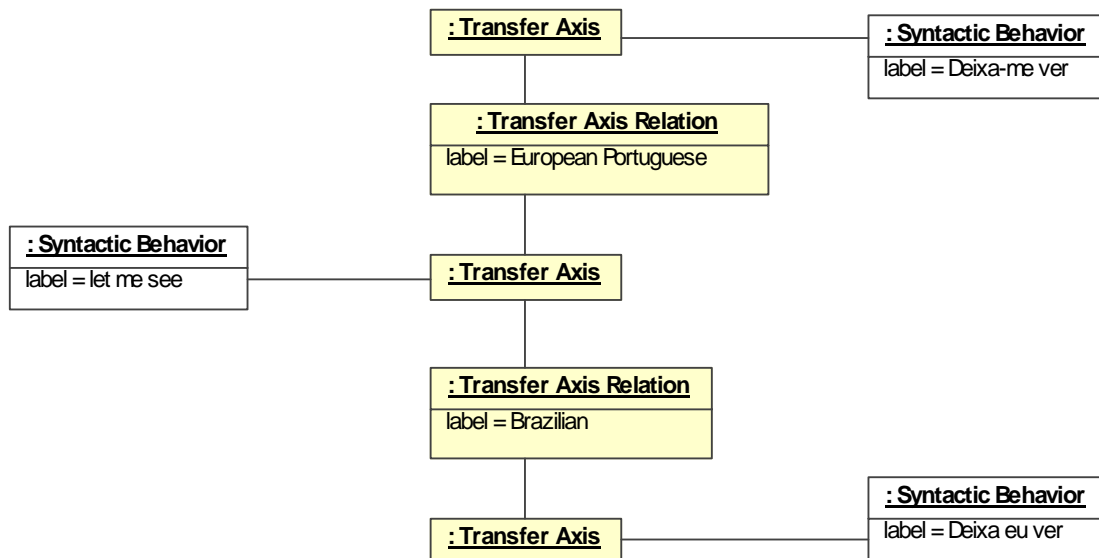 : Transfer Axis
: Syntactic Behavior
label = Deixa-me ver
: Transfer Axis Relation
label = European Portuguese
: Syntactic Behavior
label = let me see
: Transfer Axis
: Transfer Axis Relation
label = Brazilian
: Syntactic Behavior
label = Deixa eu ver
: Transfer Axis